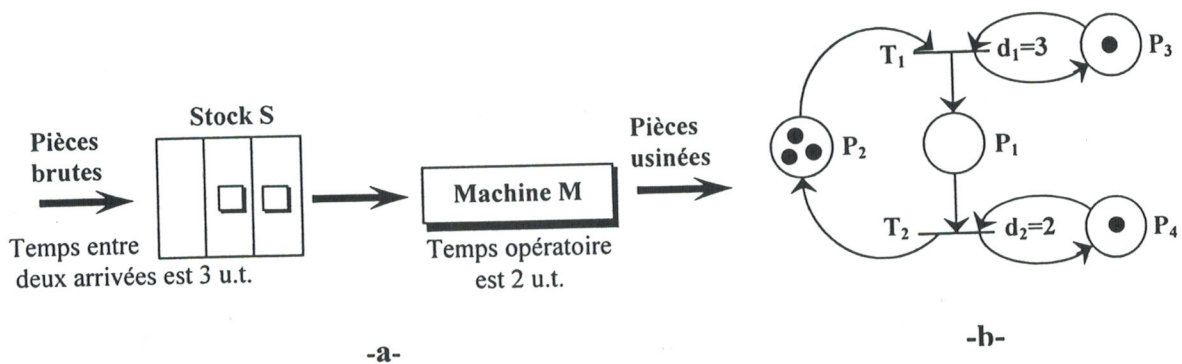 Stock S
Pièces
brutes
Temps entre
deux arrivées est 3 u.t.
Machine M
Temps opératoire
est 2 u.t.
Pièces
usinées
-a-
T₁
d₁=3
P₃
P₂
P₁
T₂
d₂=2
P₄
-b-